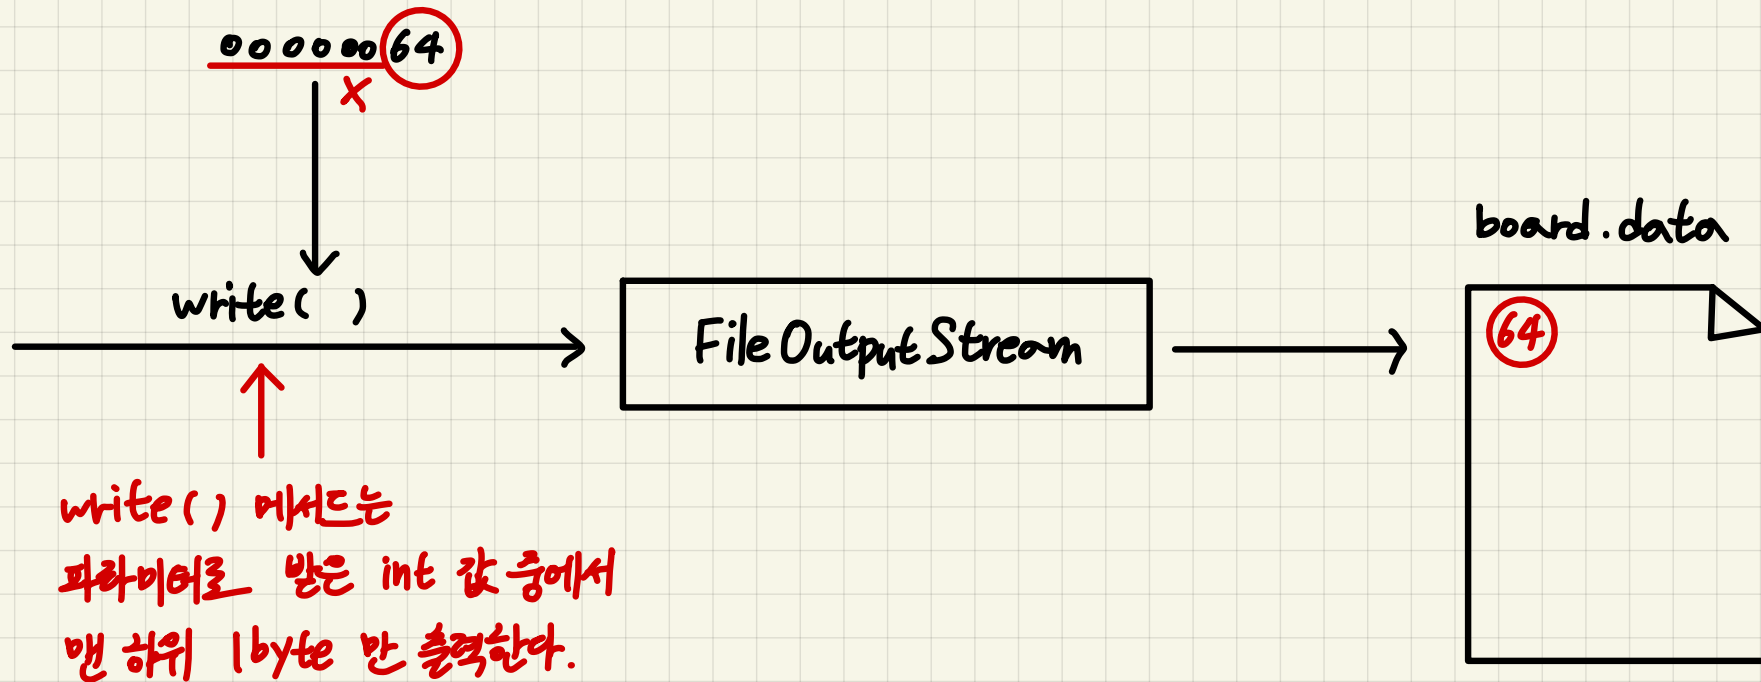 00000064
x
write( )
FileOutputStream
board.data
64
write() 메서드는
파라미터로 받은 int 값 중에서
맨 하위 1byte 만 출력한다.